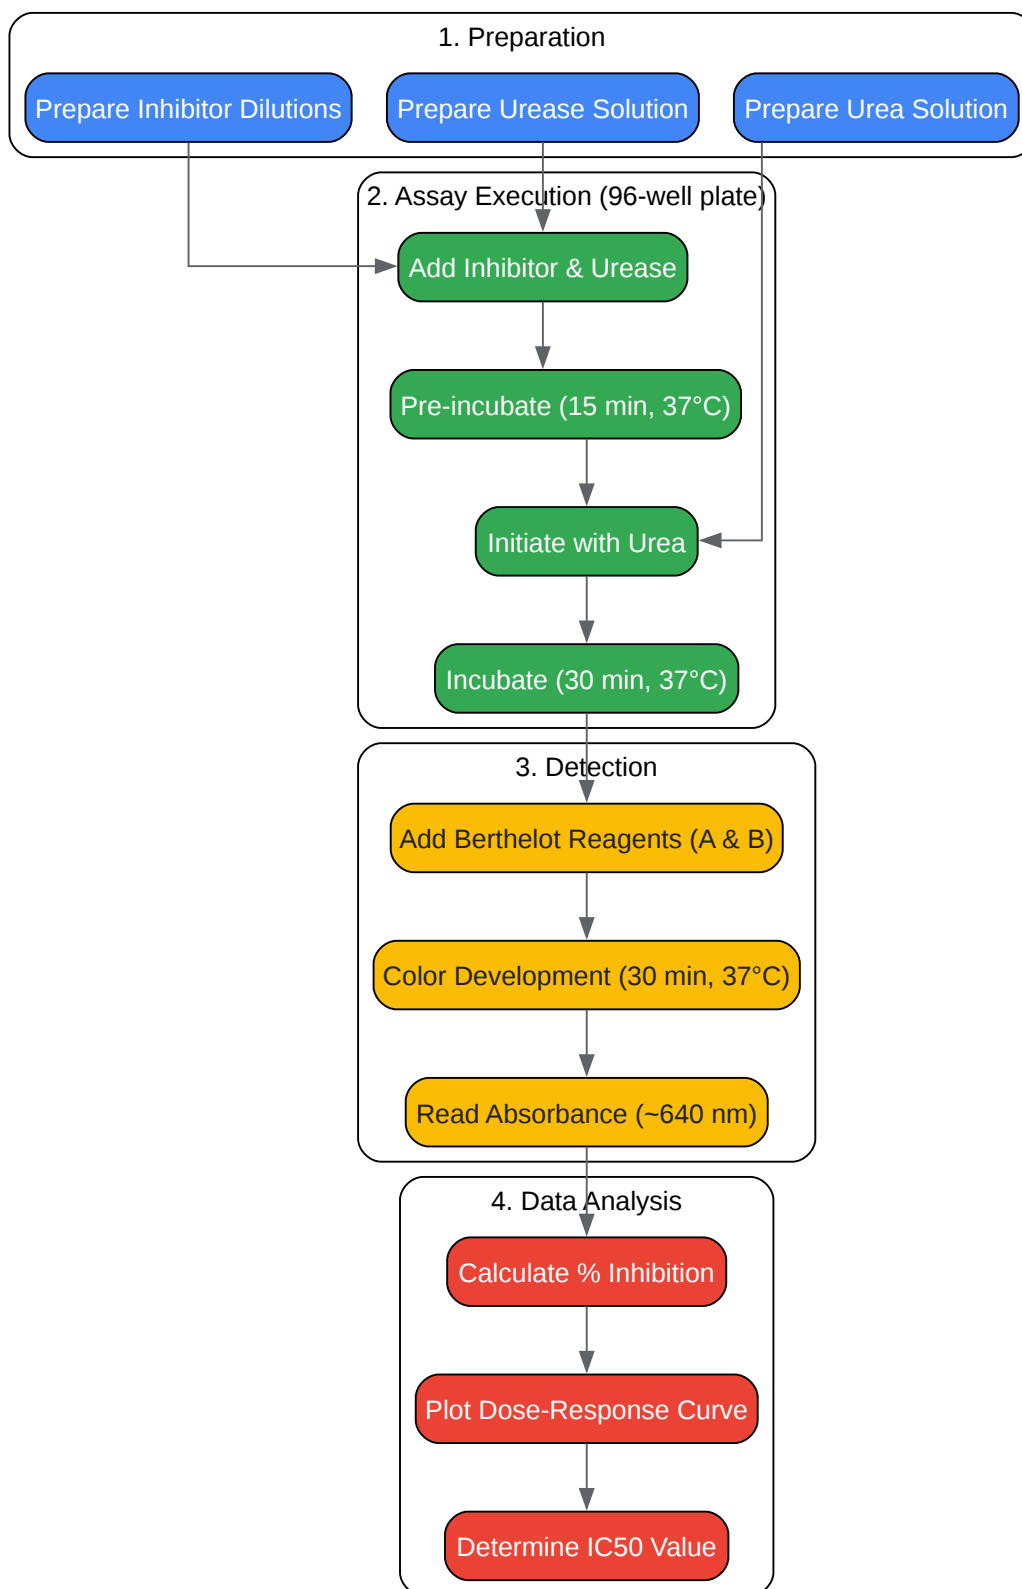 1. Preparation
Prepare Inhibitor Dilutions
Prepare Urease Solution
Prepare Urea Solution
2. Assay Execution (96-well plate)
Add Inhibitor & Urease
Pre-incubate (15 min, 37°C)
Initiate with Urea
Incubate (30 min, 37°C)
3. Detection
Add Berthelot Reagents (A & B)
Color Development (30 min, 37°C)
Read Absorbance (~640 nm)
4. Data Analysis
Calculate % Inhibition
Plot Dose-Response Curve
Determine IC50 Value